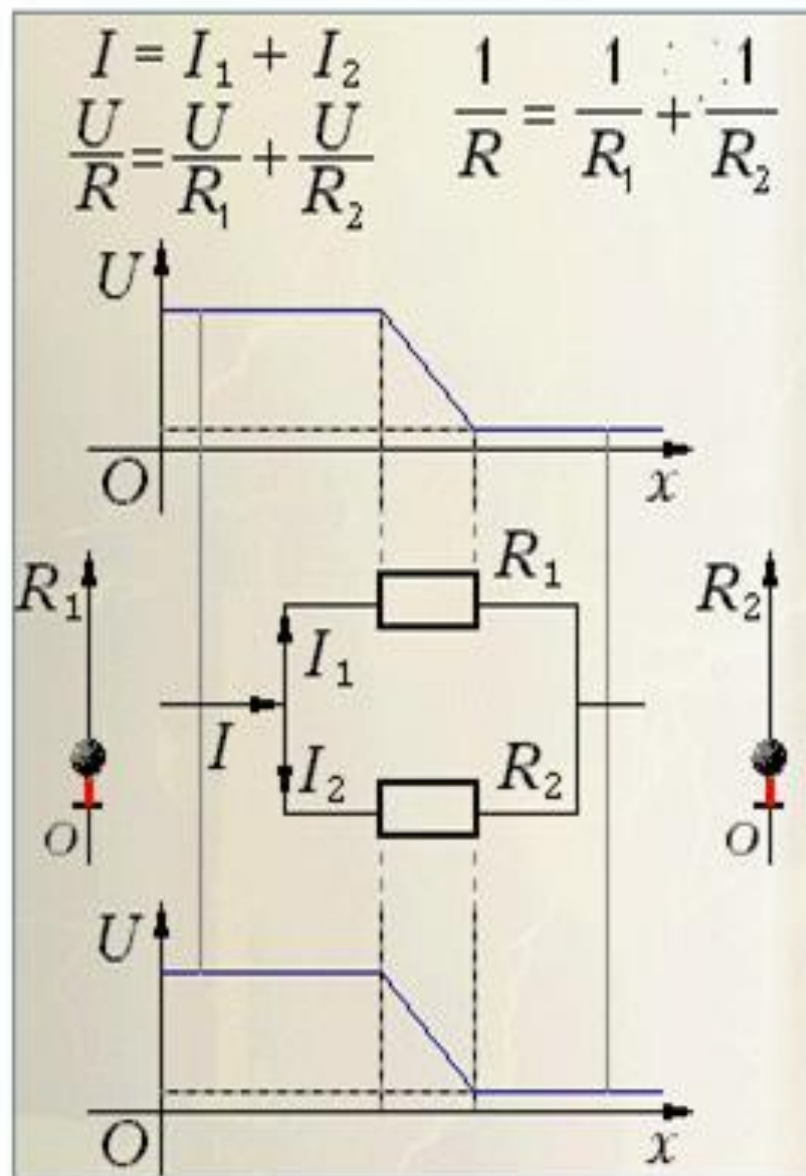 I = I₁ + I₂
U/R = U/R₁ + U/R₂
1/R = 1/R₁ + 1/R₂
U
O
x
R₁
R₁
R₂
I₁
I
I₂
R₂
O
O
U
O
x